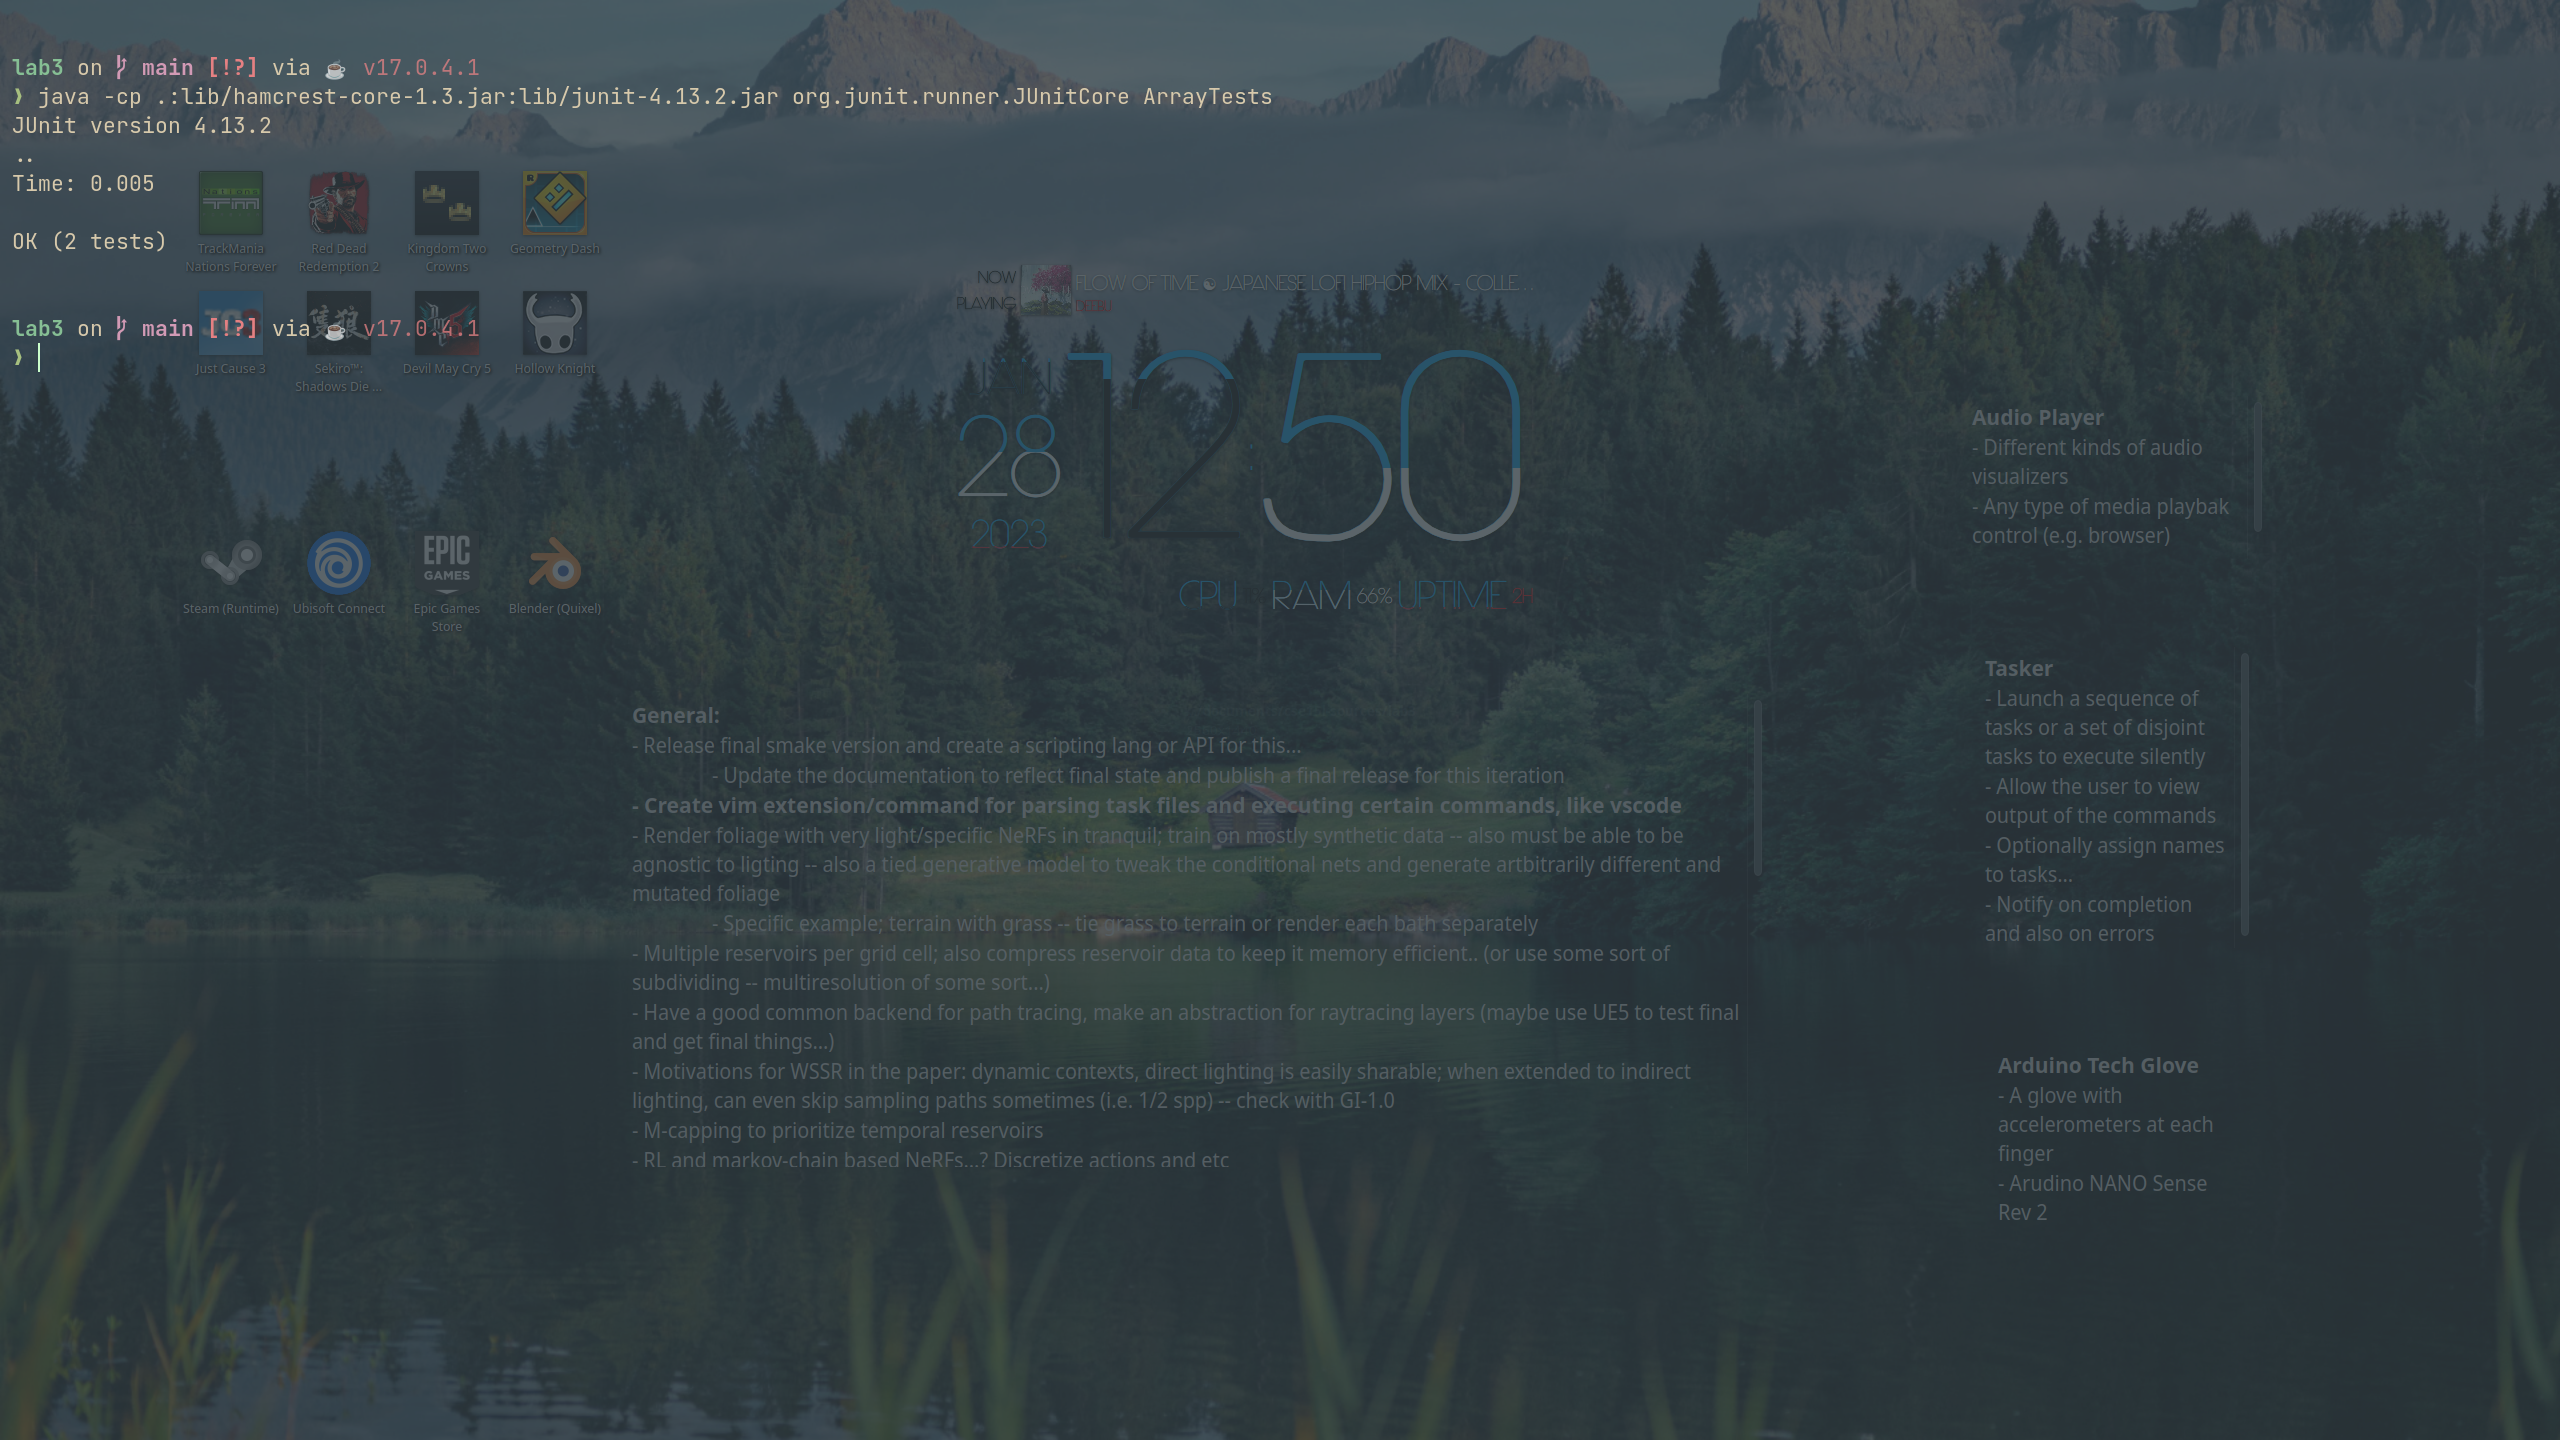 lab3 on main [!?] via ☕ v17.0.4.1
❯ java -cp .:lib/hamcrest-core-1.3.jar:lib/junit-4.13.2.jar org.junit.runner.JUnitCore ArrayTests
JUnit version 4.13.2
..
Time: 0.005
OK (2 tests)
lab3 on main [!?] via ☕ v17.0.4.1
❯
TrackMania
Nations Forever
Red Dead
Redemption 2
Kingdom Two
Crowns
Geometry Dash
Just Cause 3
Sekiro™:
Shadows Die ...
Devil May Cry 5
Hollow Knight
Steam (Runtime)
Ubisoft Connect
EPIC
GAMES
Epic Games
Store
Blender (Quixel)
NOW
PLAYING
FLOW OF TIME ☯ JAPANESE LOFI HIPHOP MIX - COLLE...
28
2023
1250
CPU RAM 66% UPTIME
General:
- Release final smake version and create a scripting lang or API for this...
- Update the documentation to reflect final state and publish a final release for this iteration
- Create vim extension/command for parsing task files and executing certain commands, like vscode
- Render foliage with very light/specific NeRFs in tranquil; train on mostly synthetic data -- also must be able to be
agnostic to ligting -- also a tied generative model to tweak the conditional nets and generate artbitrarily different and
mutated foliage
- Specific example; terrain with grass -- tie grass to terrain or render each bath separately
- Multiple reservoirs per grid cell; also compress reservoir data to keep it memory efficient.. (or use some sort of
subdividing -- multiresolution of some sort...)
- Have a good common backend for path tracing, make an abstraction for raytracing layers (maybe use UE5 to test final
and get final things...)
- Motivations for WSSR in the paper: dynamic contexts, direct lighting is easily sharable; when extended to indirect
lighting, can even skip sampling paths sometimes (i.e. 1/2 spp) -- check with GI-1.0
- M-capping to prioritize temporal reservoirs
- RL and markov-chain based NeRFs...? Discretize actions and etc
Audio Player
- Different kinds of audio
visualizers
- Any type of media playbak
control (e.g. browser)
Tasker
- Launch a sequence of
tasks or a set of disjoint
tasks to execute silently
- Allow the user to view
output of the commands
- Optionally assign names
to tasks...
- Notify on completion
and also on errors
Arduino Tech Glove
- A glove with
accelerometers at each
finger
- Arudino NANO Sense
Rev 2